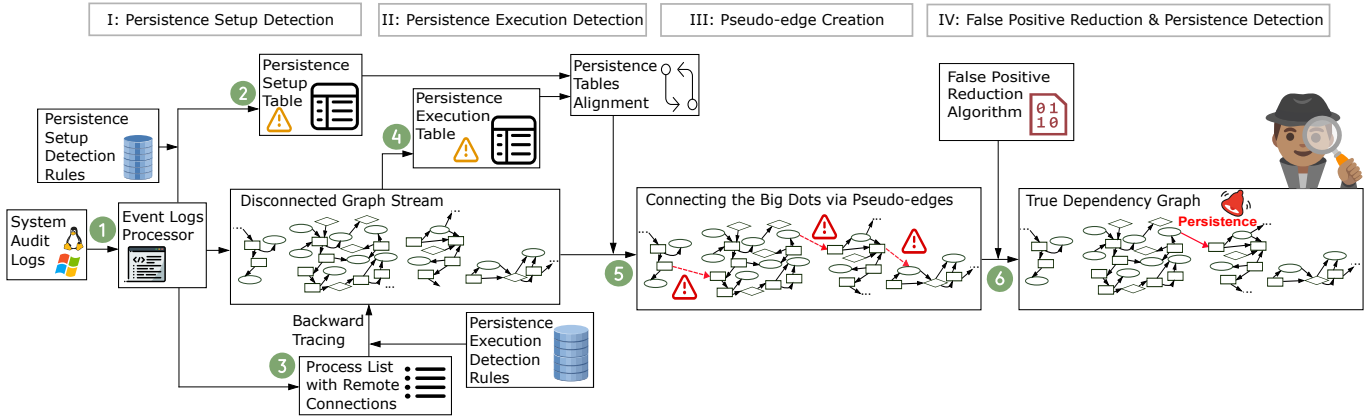 I: Persistence Setup Detection
II: Persistence Execution Detection
III: Pseudo-edge Creation
IV: False Positive Reduction & Persistence Detection
2
Persistence
Setup
Table
Persistence
Tables
Alignment
False Positive
Reduction
Algorithm
01
10
4
Persistence
Execution
Table
Persistence
Setup
Detection
Rules
System
Audit
Logs
1
Event Logs
Processor
</>
Disconnected Graph Stream
...
...
...
...
5
Connecting the Big Dots via Pseudo-edges
...
...
...
...
6
True Dependency Graph
Persistence
...
...
...
...
Backward
Tracing
Persistence
Execution
Detection
Rules
3
Process List
with Remote
Connections